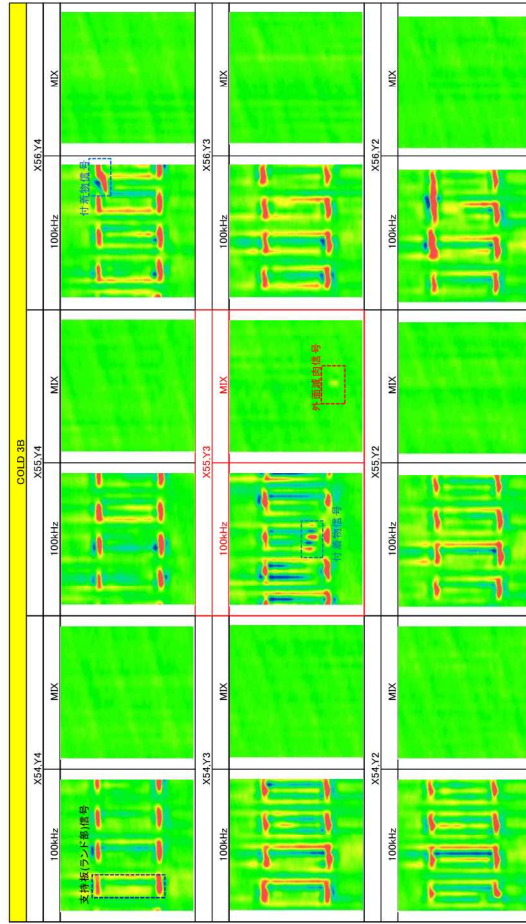 COLD 3B
X54,Y4
X55,Y4
X56,Y4
100kHz
MIX
100kHz
MIX
100kHz
MIX
支持板(ランド部)信号
付着物信号
X54,Y3
X55,Y3
X56,Y3
100kHz
MIX
100kHz
MIX
100kHz
MIX
付着物信号
外面減肉信号
X54,Y2
X55,Y2
X56,Y2
100kHz
MIX
100kHz
MIX
100kHz
MIX